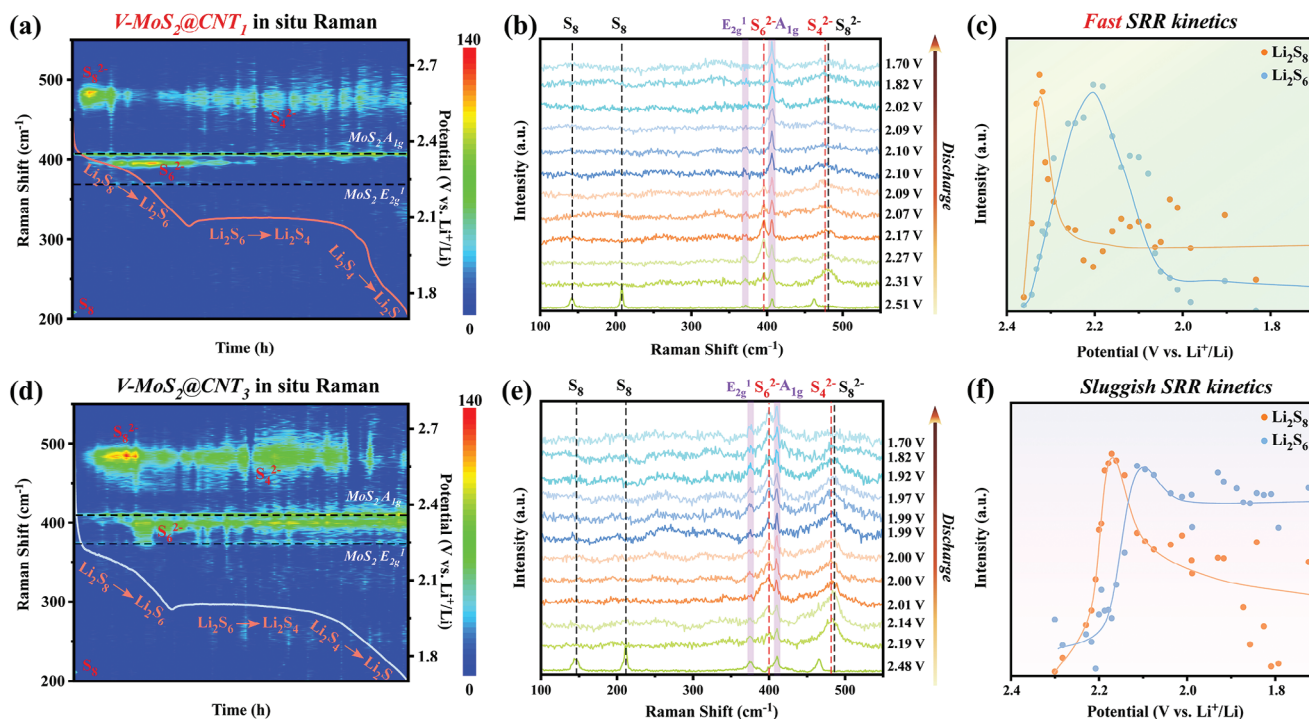 (a) V-MoS2@CNT1 in situ Raman
140
0
Raman Shift (cm-1)
500
400
300
200
2.7
2.4
2.1
1.8
Potential (V vs. Li+/Li)
Time (h)
S4 2-
MoS2 A1g
MoS2 E2g1
Li2S8 → Li2S6
Li2S6 → Li2S4
Li2S4 → Li2S
S8
(b)
S8 S8 E2g1 S62- A1g S42- S82-
1.70 V
1.82 V
2.02 V
2.09 V
2.10 V
2.10 V
2.09 V
2.07 V
2.17 V
2.27 V
2.31 V
2.51 V
Discharge
Intensity (a.u.)
100 200 300 400 500
Raman Shift (cm-1)
(c) Fast SRR kinetics
Li2S8
Li2S6
Intensity (a.u.)
2.4 2.2 2.0 1.8
Potential (V vs. Li+/Li)
(d) V-MoS2@CNT3 in situ Raman
140
0
Raman Shift (cm-1)
500
400
300
200
2.7
2.4
2.1
1.8
Potential (V vs. Li+/Li)
Time (h)
S42-
S42-
MoS2 A1g
S42-
MoS2 E2g1
Li2S8 → Li2S6
Li2S6 → Li2S4
Li2S4 → Li2S
S8
(e)
S8 S8 E2g1 S62- A1g S42- S82-
1.70 V
1.82 V
1.92 V
1.97 V
1.99 V
1.99 V
2.00 V
2.00 V
2.01 V
2.14 V
2.19 V
2.48 V
Discharge
Intensity (a.u.)
100 200 300 400 500
Raman Shift (cm-1)
(f) Sluggish SRR kinetics
Li2S8
Li2S6
Intensity (a.u.)
2.4 2.2 2.0 1.8
Potential (V vs. Li+/Li)